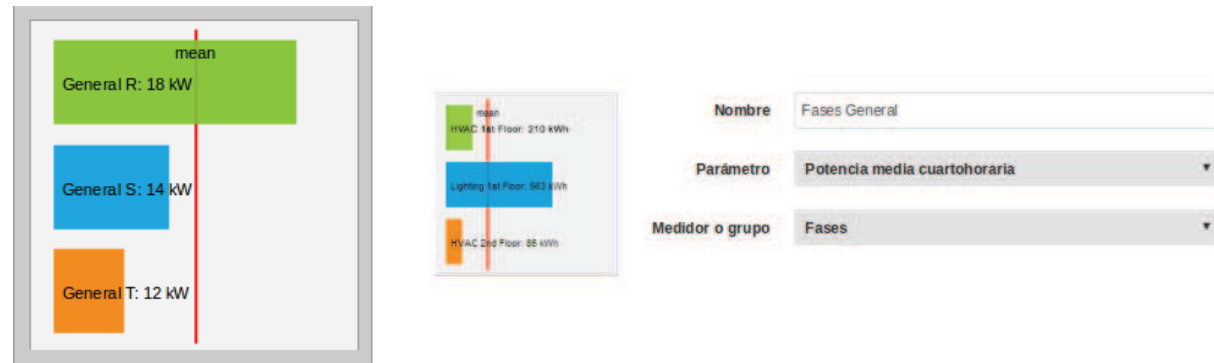 mean
General R: 18 kW
General S: 14 kW
General T: 12 kW
mean
HVAC 1st Floor: 210 kWh
Lighting 1st Floor: 563 kWh
HVAC 2nd Floor: 86 kWh
Nombre Fases General
Parámetro Potencia media cuartohoraria
Medidor o grupo Fases